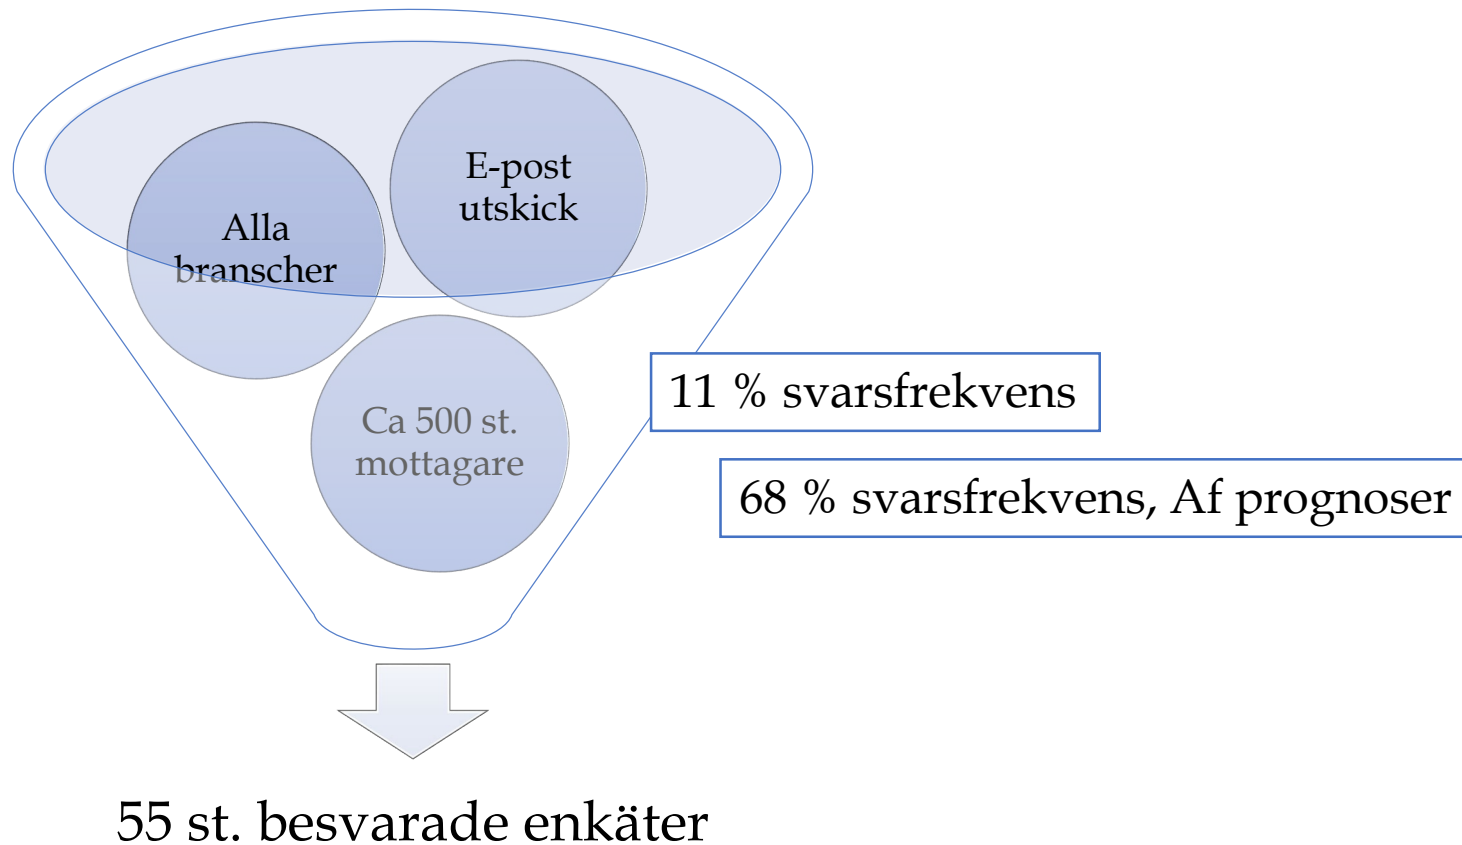 E-post
utskick
Alla
branscher
Ca 500 st.
mottagare
11 % svarsfrekvens
68 % svarsfrekvens, Af prognoser
55 st. besvarade enkäter